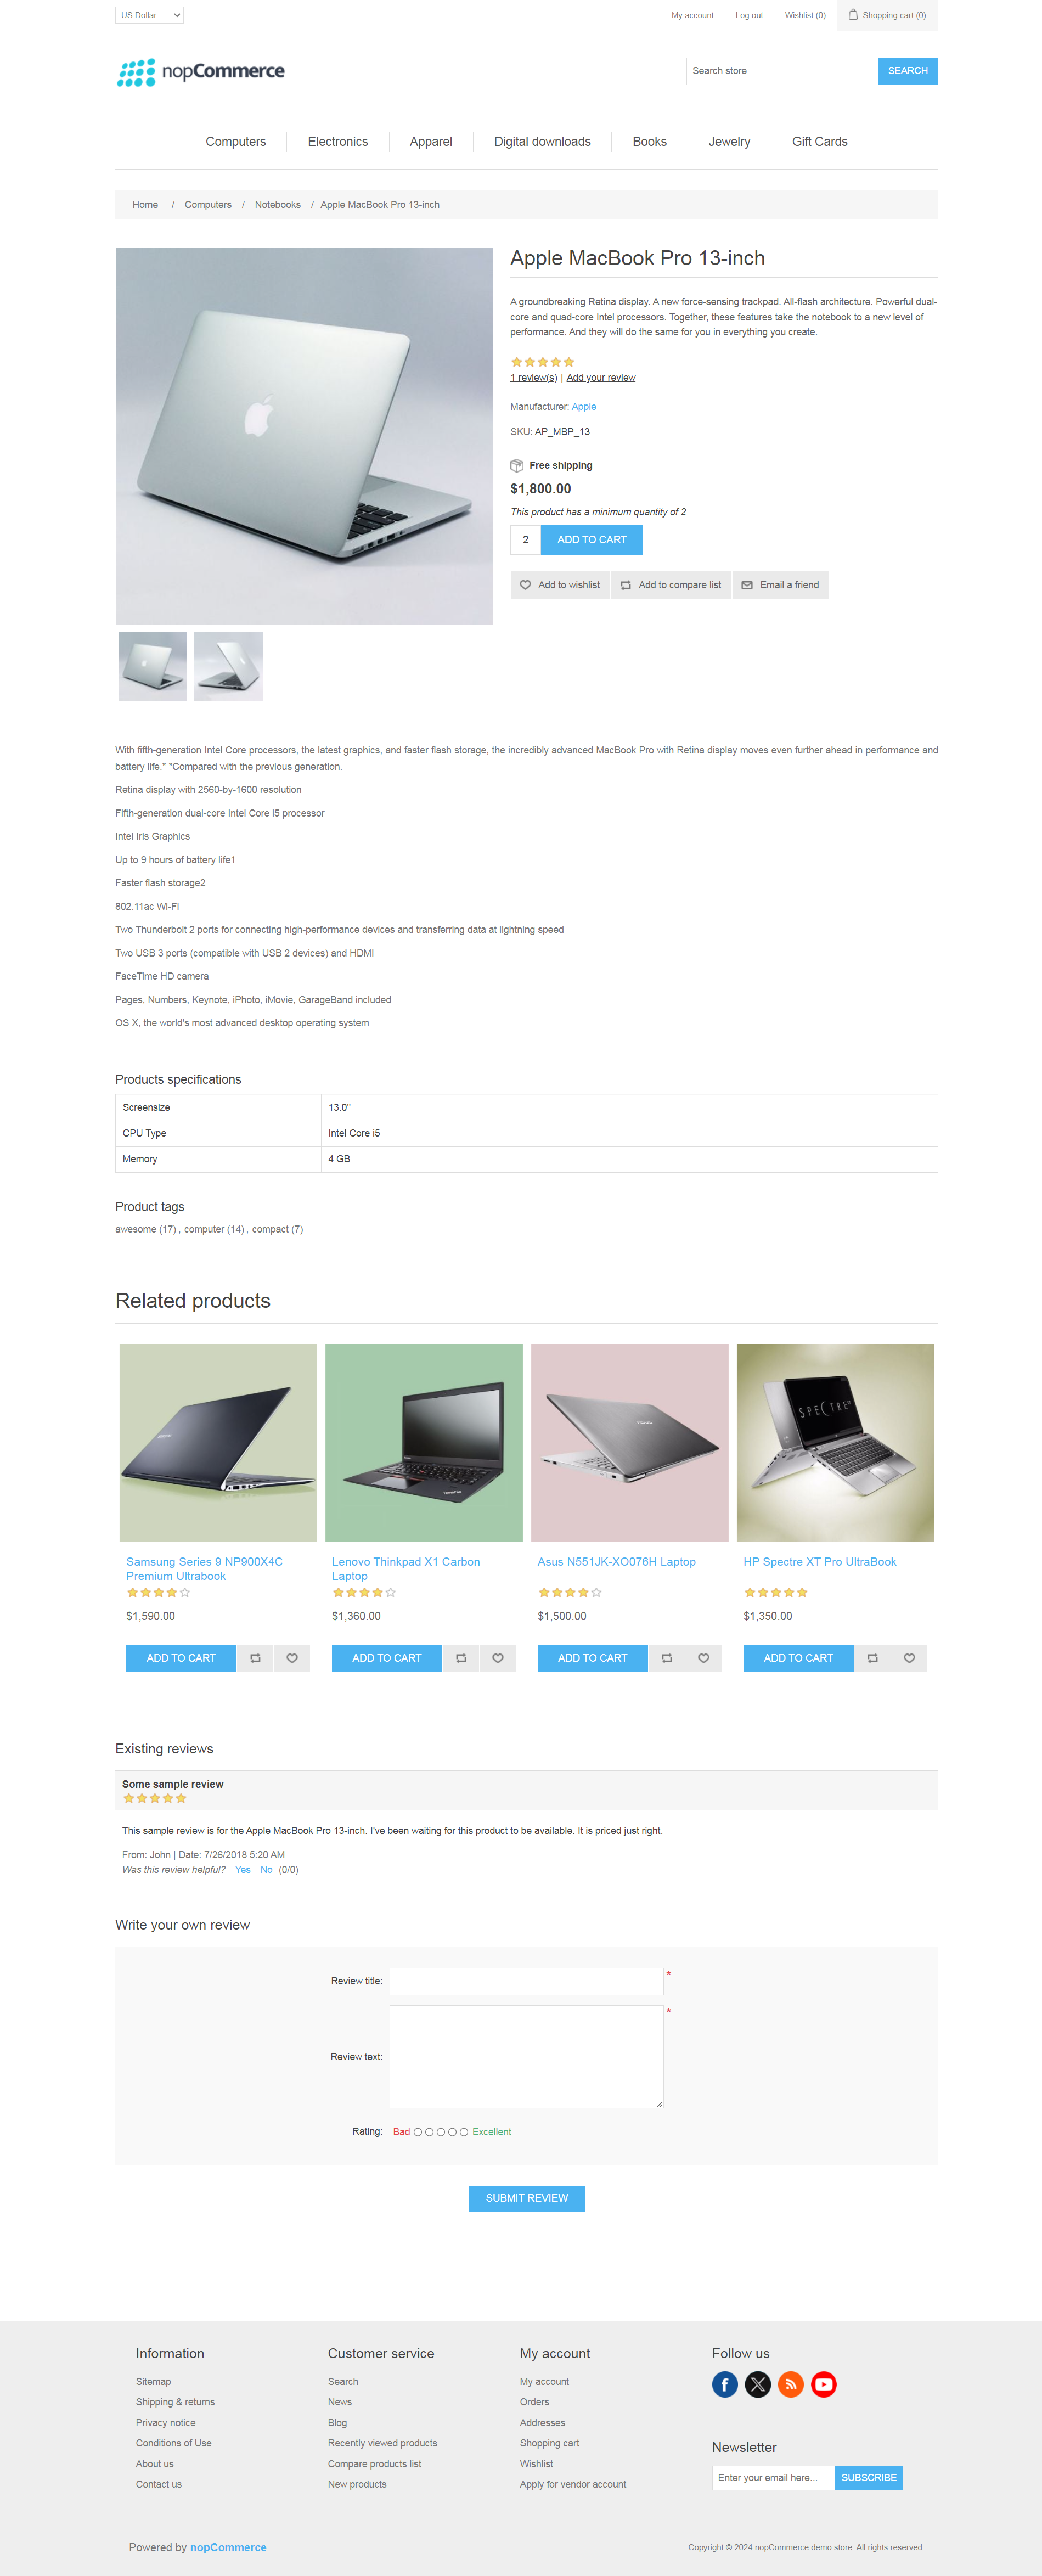 US Dollar
My account
Log out
Wishlist (0)
Shopping cart (0)
nopCommerce
Search store
SEARCH
Computers
Electronics
Apparel
Digital downloads
Books
Jewelry
Gift Cards
Home / Computers / Notebooks / Apple MacBook Pro 13-inch
Apple MacBook Pro 13-inch
A groundbreaking Retina display. A new force-sensing trackpad. All-flash architecture. Powerful dual-
core and quad-core Intel processors. Together, these features take the notebook to a new level of
performance. And they will do the same for you in everything you create.
1 review(s) | Add your review
Manufacturer: Apple
SKU: AP_MBP_13
Free shipping
$1,800.00
This product has a minimum quantity of 2
2
ADD TO CART
Add to wishlist
Add to compare list
Email a friend
With fifth-generation Intel Core processors, the latest graphics, and faster flash storage, the incredibly advanced MacBook Pro with Retina display moves even further ahead in performance and
battery life.* *Compared with the previous generation.
Retina display with 2560-by-1600 resolution
Fifth-generation dual-core Intel Core i5 processor
Intel Iris Graphics
Up to 9 hours of battery life1
Faster flash storage2
802.11ac Wi-Fi
Two Thunderbolt 2 ports for connecting high-performance devices and transferring data at lightning speed
Two USB 3 ports (compatible with USB 2 devices) and HDMI
FaceTime HD camera
Pages, Numbers, Keynote, iPhoto, iMovie, GarageBand included
OS X, the world's most advanced desktop operating system
Products specifications
Screensize 13.0''
CPU Type Intel Core i5
Memory 4 GB
Product tags
awesome (17) , computer (14) , compact (7)
Related products
SPECTRE
ThinkPad
Samsung Series 9 NP900X4C
Premium Ultrabook
$1,590.00
ADD TO CART
Lenovo Thinkpad X1 Carbon
Laptop
$1,360.00
ADD TO CART
Asus N551JK-XO076H Laptop
$1,500.00
ADD TO CART
HP Spectre XT Pro UltraBook
$1,350.00
ADD TO CART
Existing reviews
Some sample review
This sample review is for the Apple MacBook Pro 13-inch. I've been waiting for this product to be available. It is priced just right.
From: John | Date: 7/26/2018 5:20 AM
Was this review helpful? Yes No (0/0)
Write your own review
Review title: *
Review text: *
Rating: Bad Excellent
SUBMIT REVIEW
Information
Sitemap
Shipping & returns
Privacy notice
Conditions of Use
About us
Contact us
Customer service
Search
News
Blog
Recently viewed products
Compare products list
New products
My account
My account
Orders
Addresses
Shopping cart
Wishlist
Apply for vendor account
Follow us
Newsletter
Enter your email here...
SUBSCRIBE
Powered by nopCommerce
Copyright © 2024 nopCommerce demo store. All rights reserved.